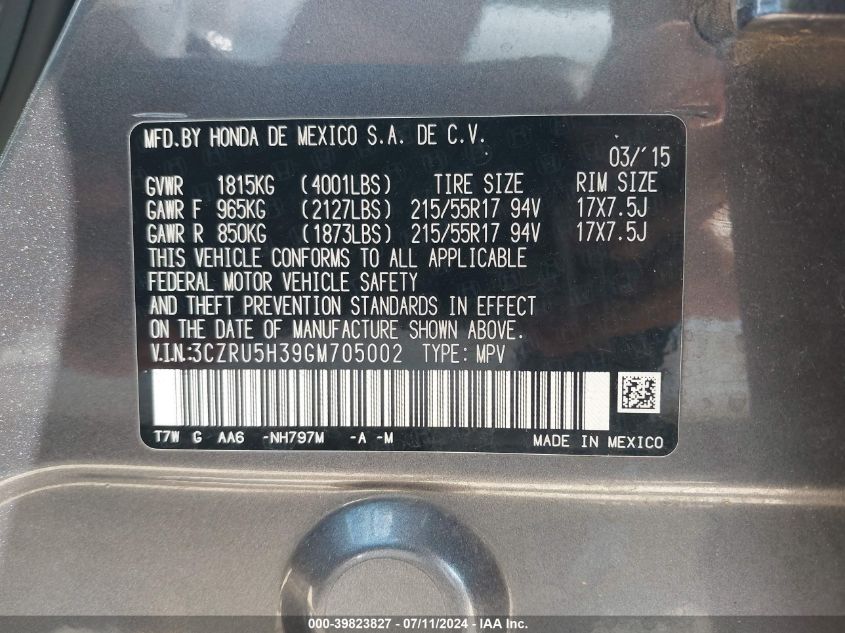 MFD.BY HONDA DE MEXICO S.A. DE C.V.
03/'15
GVWR 1815KG (4001LBS) TIRE SIZE RIM SIZE
GAWR F 965KG (2127LBS) 215/55R17 94V 17X7.5J
GAWR R 850KG (1873LBS) 215/55R17 94V 17X7.5J
THIS VEHICLE CONFORMS TO ALL APPLICABLE
FEDERAL MOTOR VEHICLE SAFETY
AND THEFT PREVENTION STANDARDS IN EFFECT
ON THE DATE OF MANUFACTURE SHOWN ABOVE.
V.I.N:3CZRU5H39GM705002 TYPE: MPV
T7W G AA6 -NH797M -A -M MADE IN MEXICO
000-39823827 - 07/11/2024 - IAA Inc.